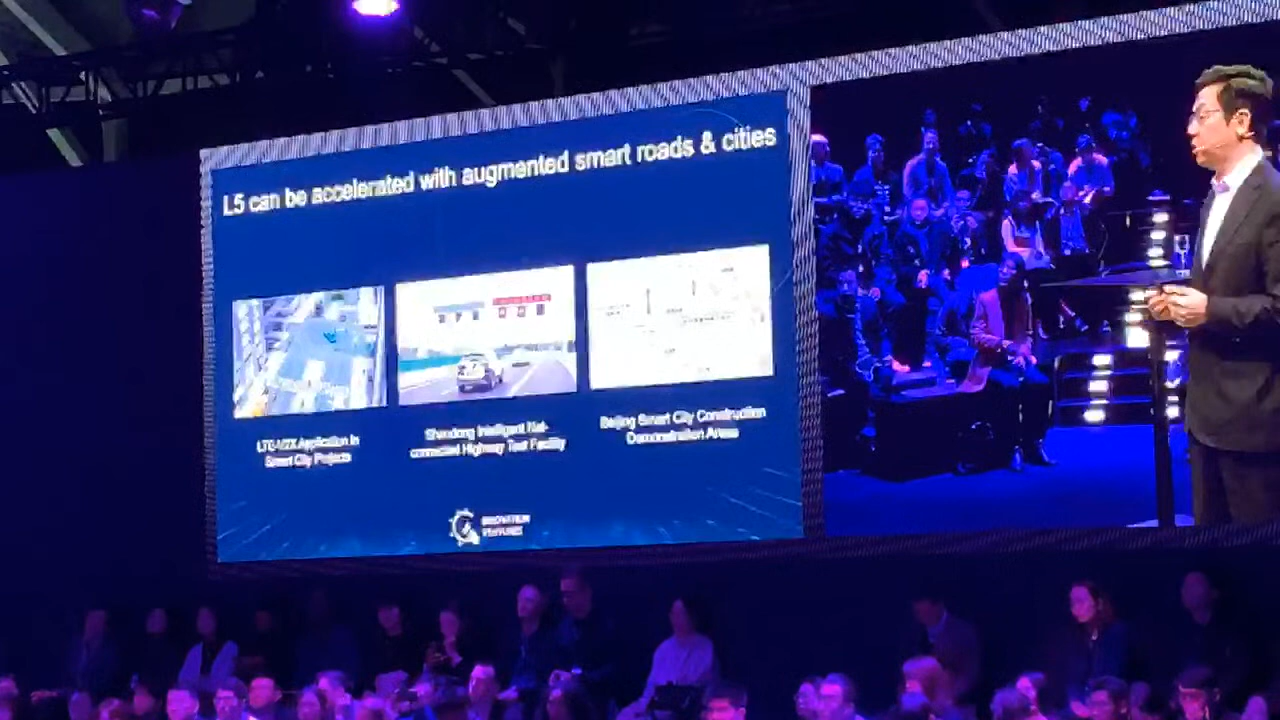 L5 can be accelerated with augmented smart roads & cities
LTE-V2X Application in
Smart City Projects
Shandong Intelligent Net-
connected Highway Test Facility
Beijing Smart City Construction
Demonstration Areas
INNOVATION
VENTURES